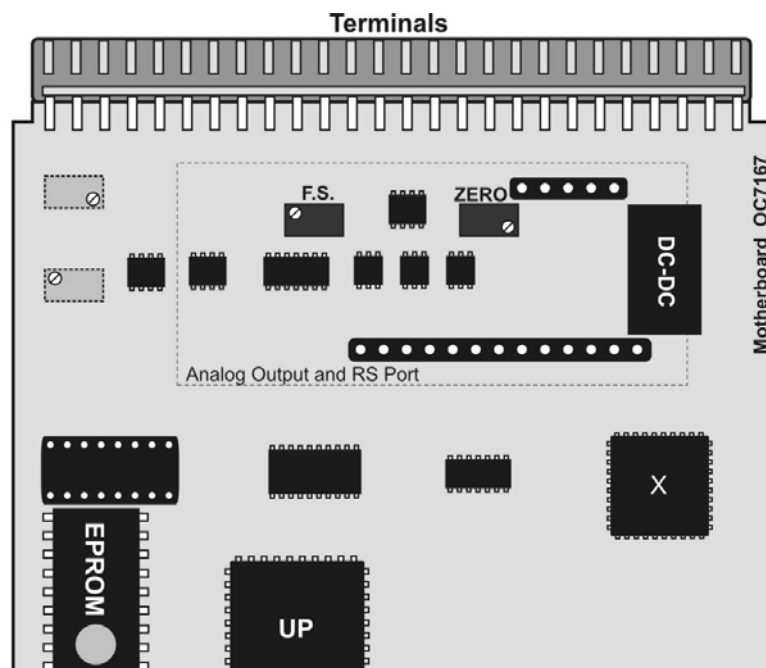 Terminals
F.S.
ZERO
DC-DC
Motherboard OC7167
Analog Output and RS Port
X
EPROM
UP